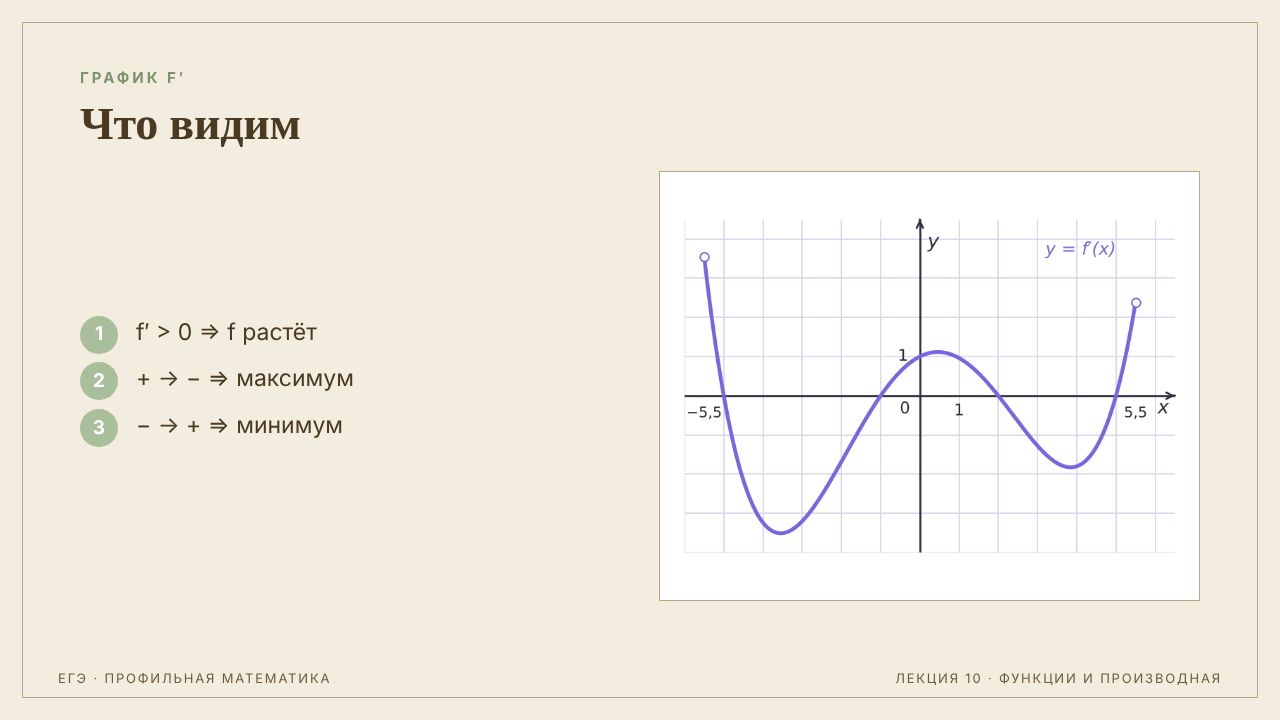 ГРАФИК F′
Что видим
1 f′ > 0 ⇒ f растёт
2 + → − ⇒ максимум
3 − → + ⇒ минимум
y
y = f′(x)
1
−5,5
0
1
5,5
x
ЕГЭ · ПРОФИЛЬНАЯ МАТЕМАТИКА
ЛЕКЦИЯ 10 · ФУНКЦИИ И ПРОИЗВОДНАЯ